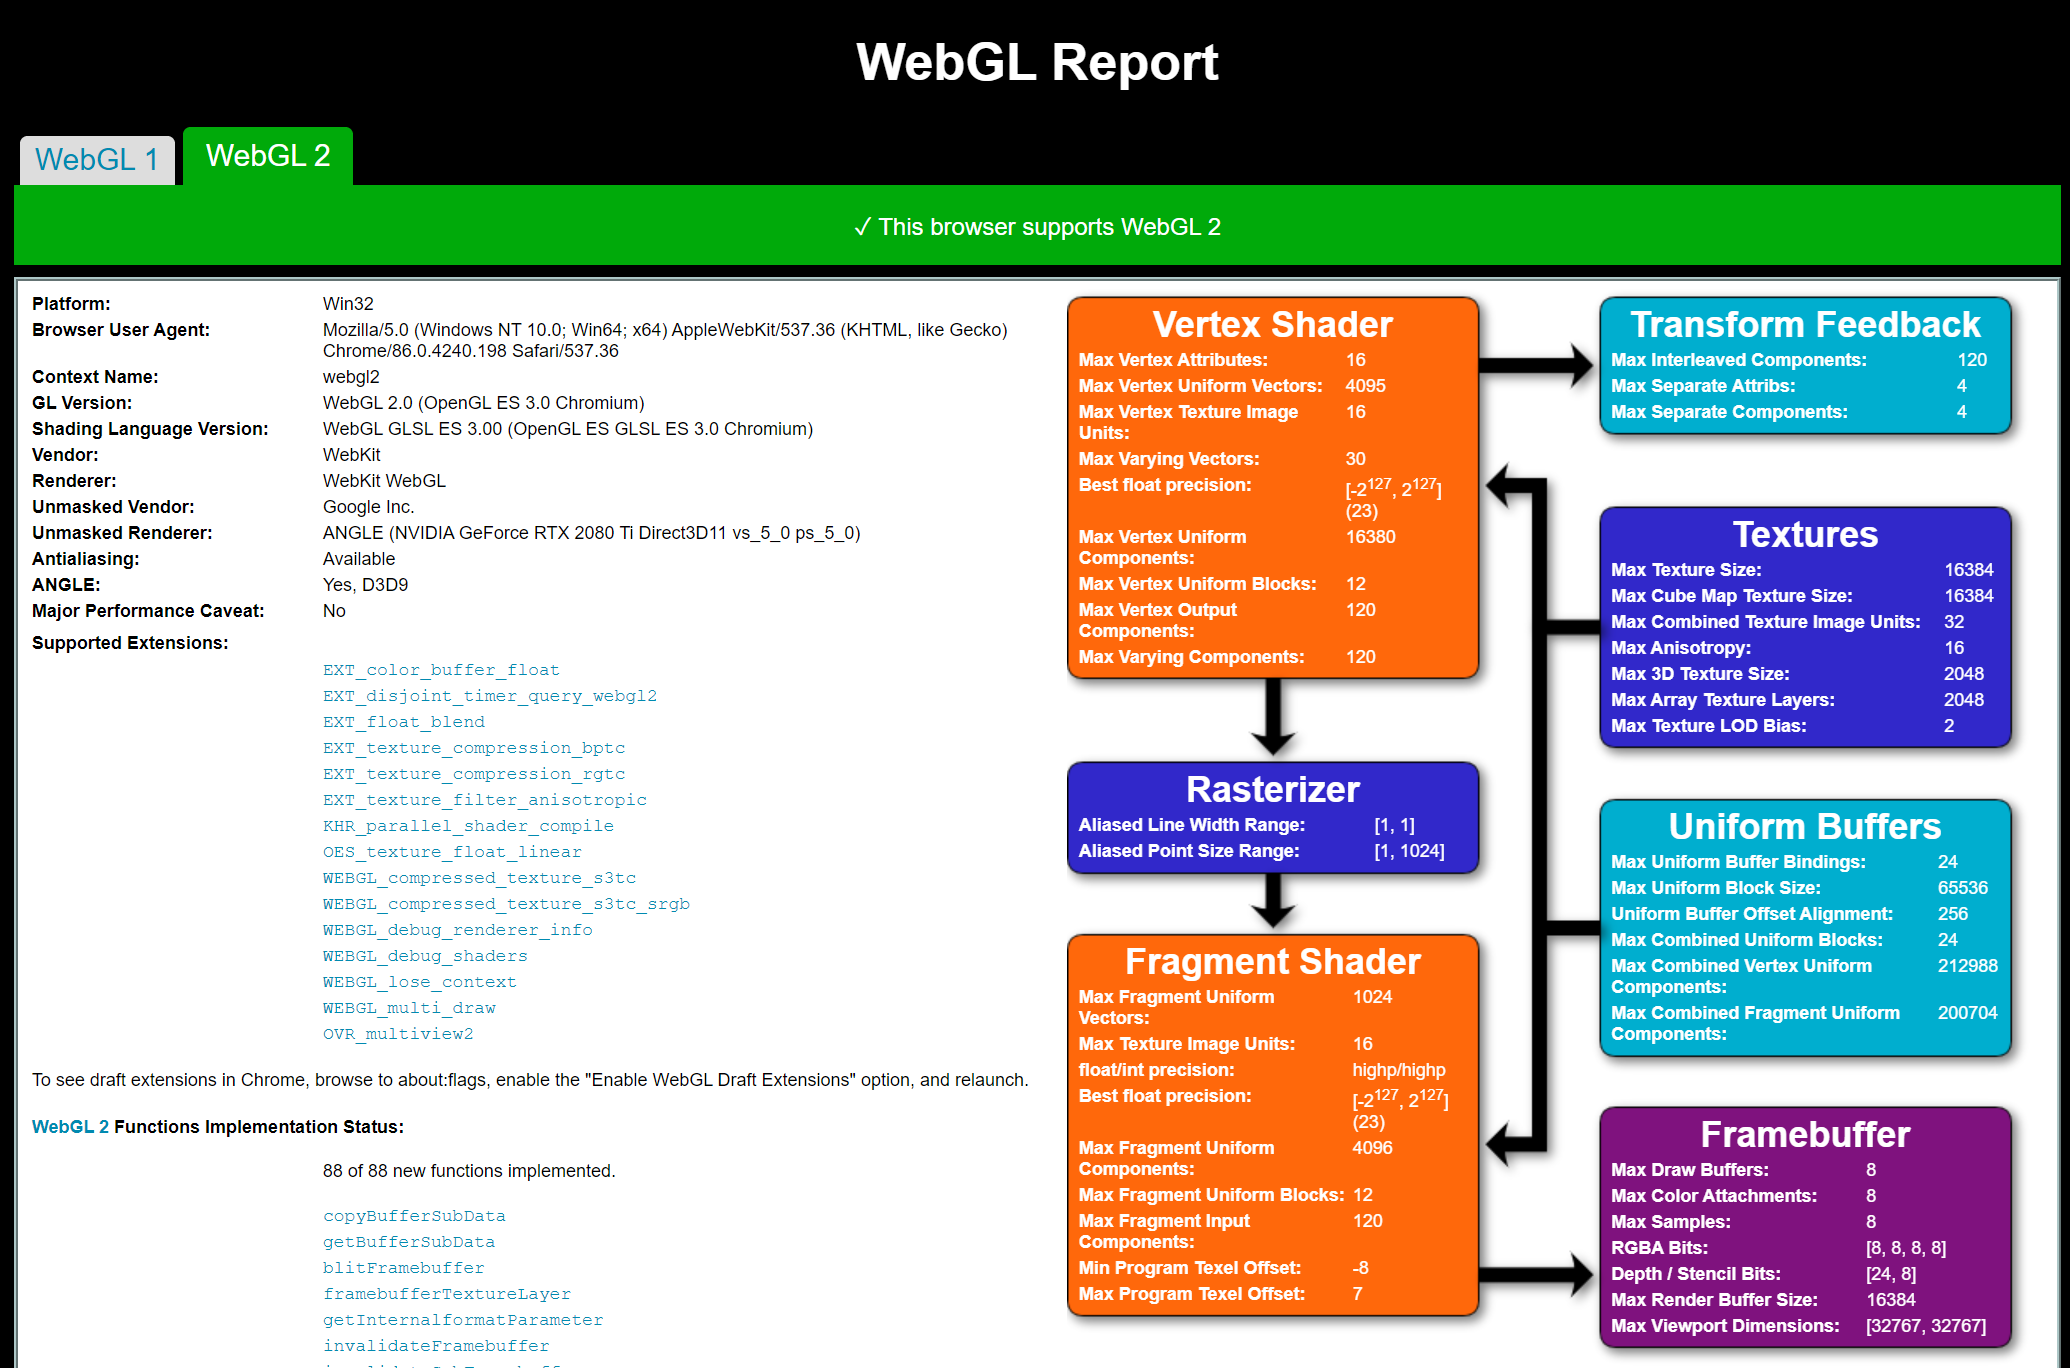 WebGL Report
WebGL 1
WebGL 2
✓ This browser supports WebGL 2
Platform: Win32
Browser User Agent: Mozilla/5.0 (Windows NT 10.0; Win64; x64) AppleWebKit/537.36 (KHTML, like Gecko)
Chrome/86.0.4240.198 Safari/537.36
Context Name: webgl2
GL Version: WebGL 2.0 (OpenGL ES 3.0 Chromium)
Shading Language Version: WebGL GLSL ES 3.00 (OpenGL ES GLSL ES 3.0 Chromium)
Vendor: WebKit
Renderer: WebKit WebGL
Unmasked Vendor: Google Inc.
Unmasked Renderer: ANGLE (NVIDIA GeForce RTX 2080 Ti Direct3D11 vs_5_0 ps_5_0)
Antialiasing: Available
ANGLE: Yes, D3D9
Major Performance Caveat: No
Supported Extensions:
EXT_color_buffer_float
EXT_disjoint_timer_query_webgl2
EXT_float_blend
EXT_texture_compression_bptc
EXT_texture_compression_rgtc
EXT_texture_filter_anisotropic
KHR_parallel_shader_compile
OES_texture_float_linear
WEBGL_compressed_texture_s3tc
WEBGL_compressed_texture_s3tc_srgb
WEBGL_debug_renderer_info
WEBGL_debug_shaders
WEBGL_lose_context
WEBGL_multi_draw
OVR_multiview2
To see draft extensions in Chrome, browse to about:flags, enable the "Enable WebGL Draft Extensions" option, and relaunch.
WebGL 2 Functions Implementation Status:
88 of 88 new functions implemented.
copyBufferSubData
getBufferSubData
blitFramebuffer
framebufferTextureLayer
getInternalformatParameter
invalidateFramebuffer
Vertex Shader
Max Vertex Attributes: 16
Max Vertex Uniform Vectors: 4095
Max Vertex Texture Image 16
Units:
Max Varying Vectors: 30
Best float precision: [-2^127, 2^127]
(23)
Max Vertex Uniform 16380
Components:
Max Vertex Uniform Blocks: 12
Max Vertex Output 120
Components:
Max Varying Components: 120
Rasterizer
Aliased Line Width Range: [1, 1]
Aliased Point Size Range: [1, 1024]
Fragment Shader
Max Fragment Uniform 1024
Vectors:
Max Texture Image Units: 16
float/int precision: highp/highp
Best float precision: [-2^127, 2^127]
(23)
Max Fragment Uniform 4096
Components:
Max Fragment Uniform Blocks: 12
Max Fragment Input 120
Components:
Min Program Texel Offset: -8
Max Program Texel Offset: 7
Transform Feedback
Max Interleaved Components: 120
Max Separate Attribs: 4
Max Separate Components: 4
Textures
Max Texture Size: 16384
Max Cube Map Texture Size: 16384
Max Combined Texture Image Units: 32
Max Anisotropy: 16
Max 3D Texture Size: 2048
Max Array Texture Layers: 2048
Max Texture LOD Bias: 2
Uniform Buffers
Max Uniform Buffer Bindings: 24
Max Uniform Block Size: 65536
Uniform Buffer Offset Alignment: 256
Max Combined Uniform Blocks: 24
Max Combined Vertex Uniform 212988
Components:
Max Combined Fragment Uniform 200704
Components:
Framebuffer
Max Draw Buffers: 8
Max Color Attachments: 8
Max Samples: 8
RGBA Bits: [8, 8, 8, 8]
Depth / Stencil Bits: [24, 8]
Max Render Buffer Size: 16384
Max Viewport Dimensions: [32767, 32767]